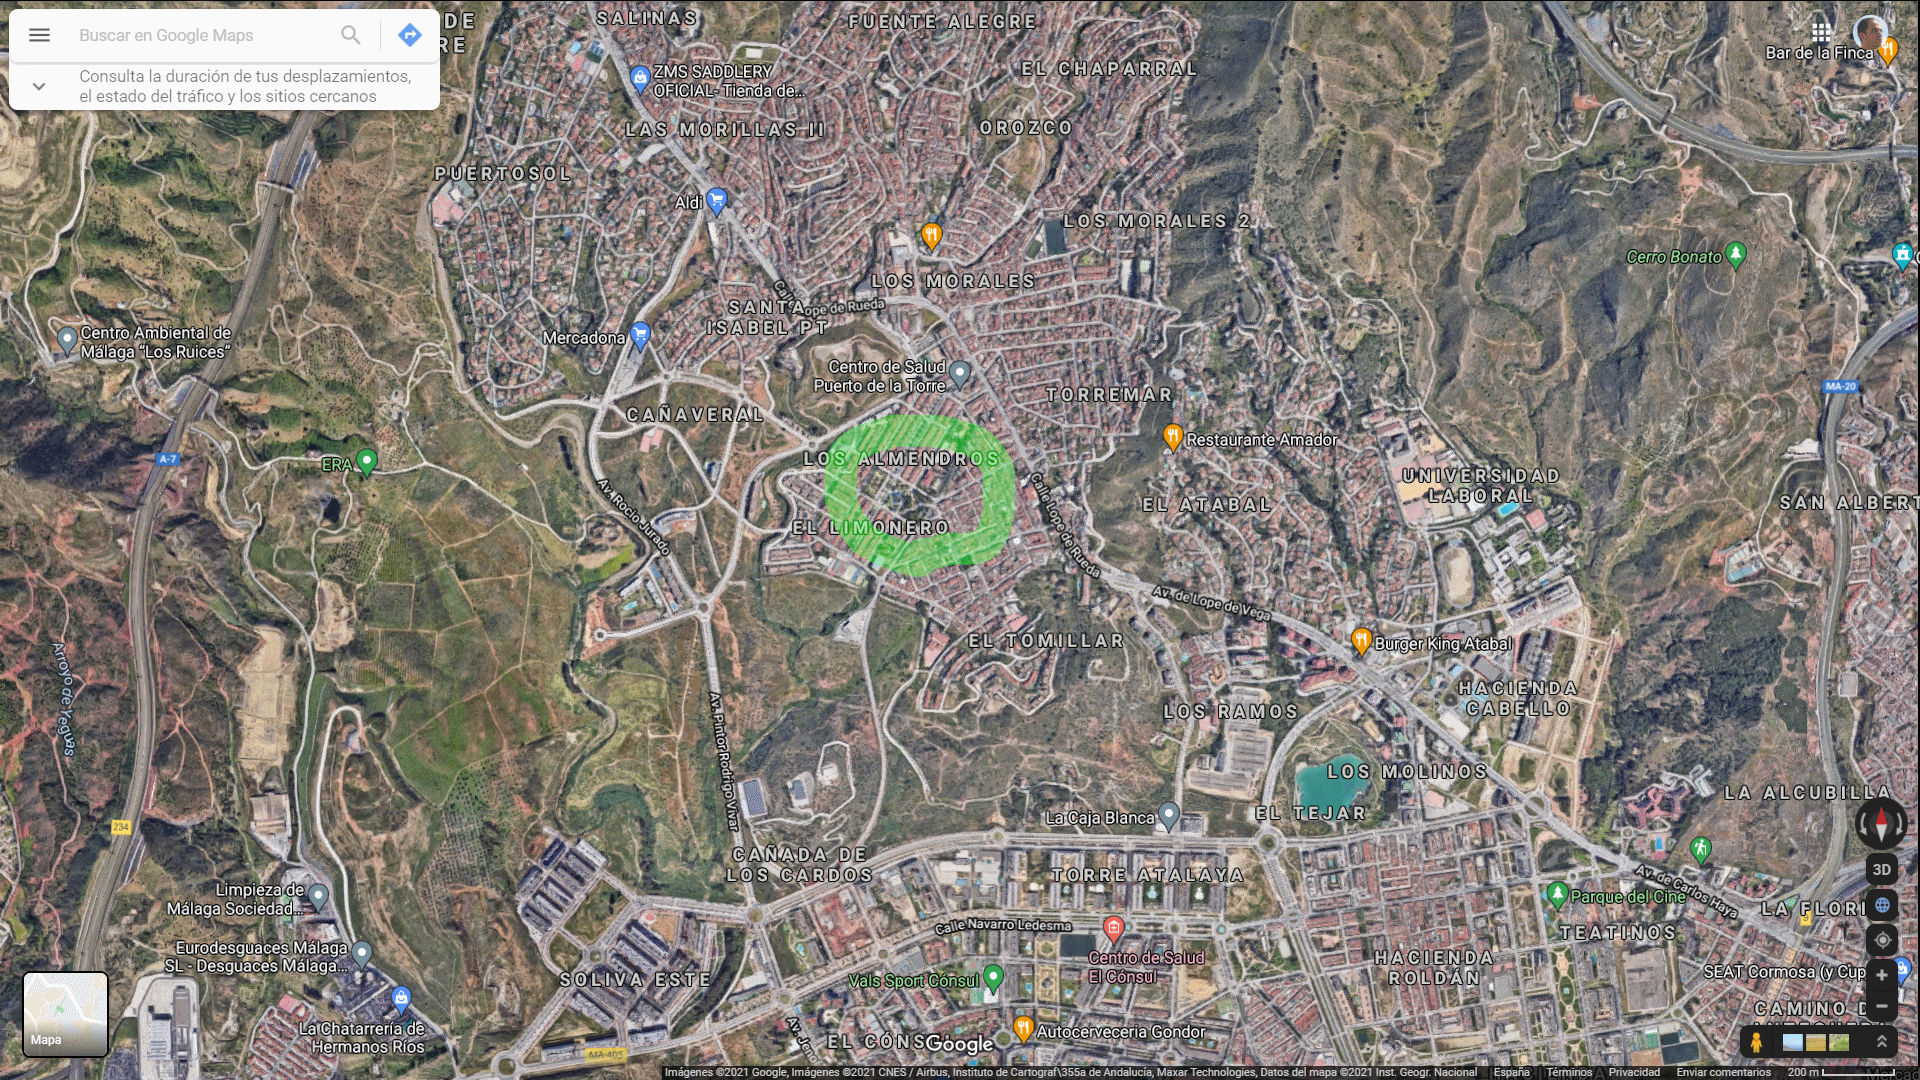 Buscar en Google Maps
Consulta la duración de tus desplazamientos,
el estado del tráfico y los sitios cercanos
DE
RE
SALINAS
FUENTE ALEGRE
Bar de la Finca
ZMS SADDLERY
OFICIAL- Tienda de...
EL CHAPARRAL
LAS MORILLAS II
OROZCO
PUERTOSOL
Aldi
LOS MORALES 2
Cerro Bonato
LOS MORALES
SANTA
ISABEL PT
Calle Lope de Rueda
Centro Ambiental de
Málaga “Los Ruices”
Mercadona
Centro de Salud
Puerto de la Torre
MA-20
TORREMAR
CAÑAVERAL
Restaurante Amador
A-7
ERA
LOS ALMENDROS
UNIVERSIDAD
LABORAL
Av. Rocío Jurado
Calle Lope de Rueda
EL ATABAL
SAN ALBERT
EL LIMONERO
Av. de Lope de Vega
EL TOMILLAR
Burger King Atabal
Arroyo de Yeguas
HACIENDA
CABELLO
LOS RAMOS
Av. Pintor Rodrigo Vivar
LOS MOLINOS
LA ALCUBILLA
La Caja Blanca
EL TEJAR
234
CAÑADA DE
LOS CARDOS
TORRE ATALAYA
3D
Av. de Carlos Haya
Limpieza de
Málaga Sociedad...
Parque del Cine
LA FLORI
Calle Navarro Ledesma
TEATINOS
Eurodesguaces Málaga
SL - Desguaces Málaga...
Centro de Salud
El Cónsul
HACIENDA
ROLDÁN
SEAT Cormosa (y Cup
SOLIVA ESTE
Vals Sport Cónsul
CAMINO D
La Chatarrería de
Hermanos Ríos
Mapa
Av. Jenof
EL CÓNS
Google
Autocerveceria Gondor
MA-405
Imágenes ©2021 Google, Imágenes ©2021 CNES / Airbus, Instituto de Cartograf\355a de Andalucía, Maxar Technologies, Datos del mapa ©2021 Inst. Geogr. Nacional España Términos Privacidad Enviar comentarios 200 m